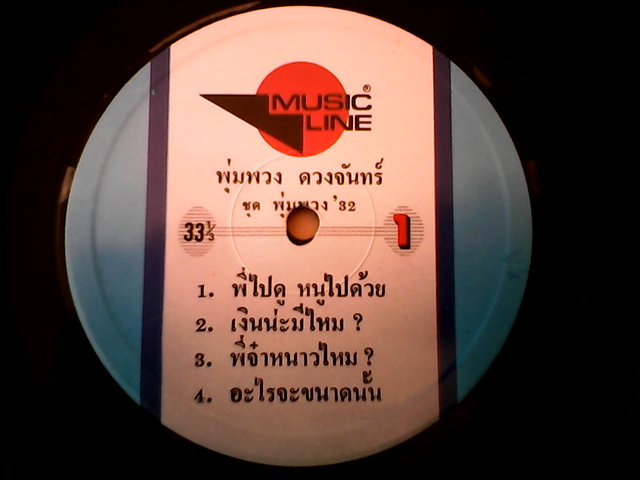 MUSIC®
LINE
พุ่มพวง ดวงจันทร์
ชุด พุ่มพวง '32
33⅓ 1
1. พี่ไปดู หนูไปด้วย
2. เงินน่ะมีไหม ?
3. พี่จ๋าหนาวไหม ?
4. อะไรจะขนาดนั้น